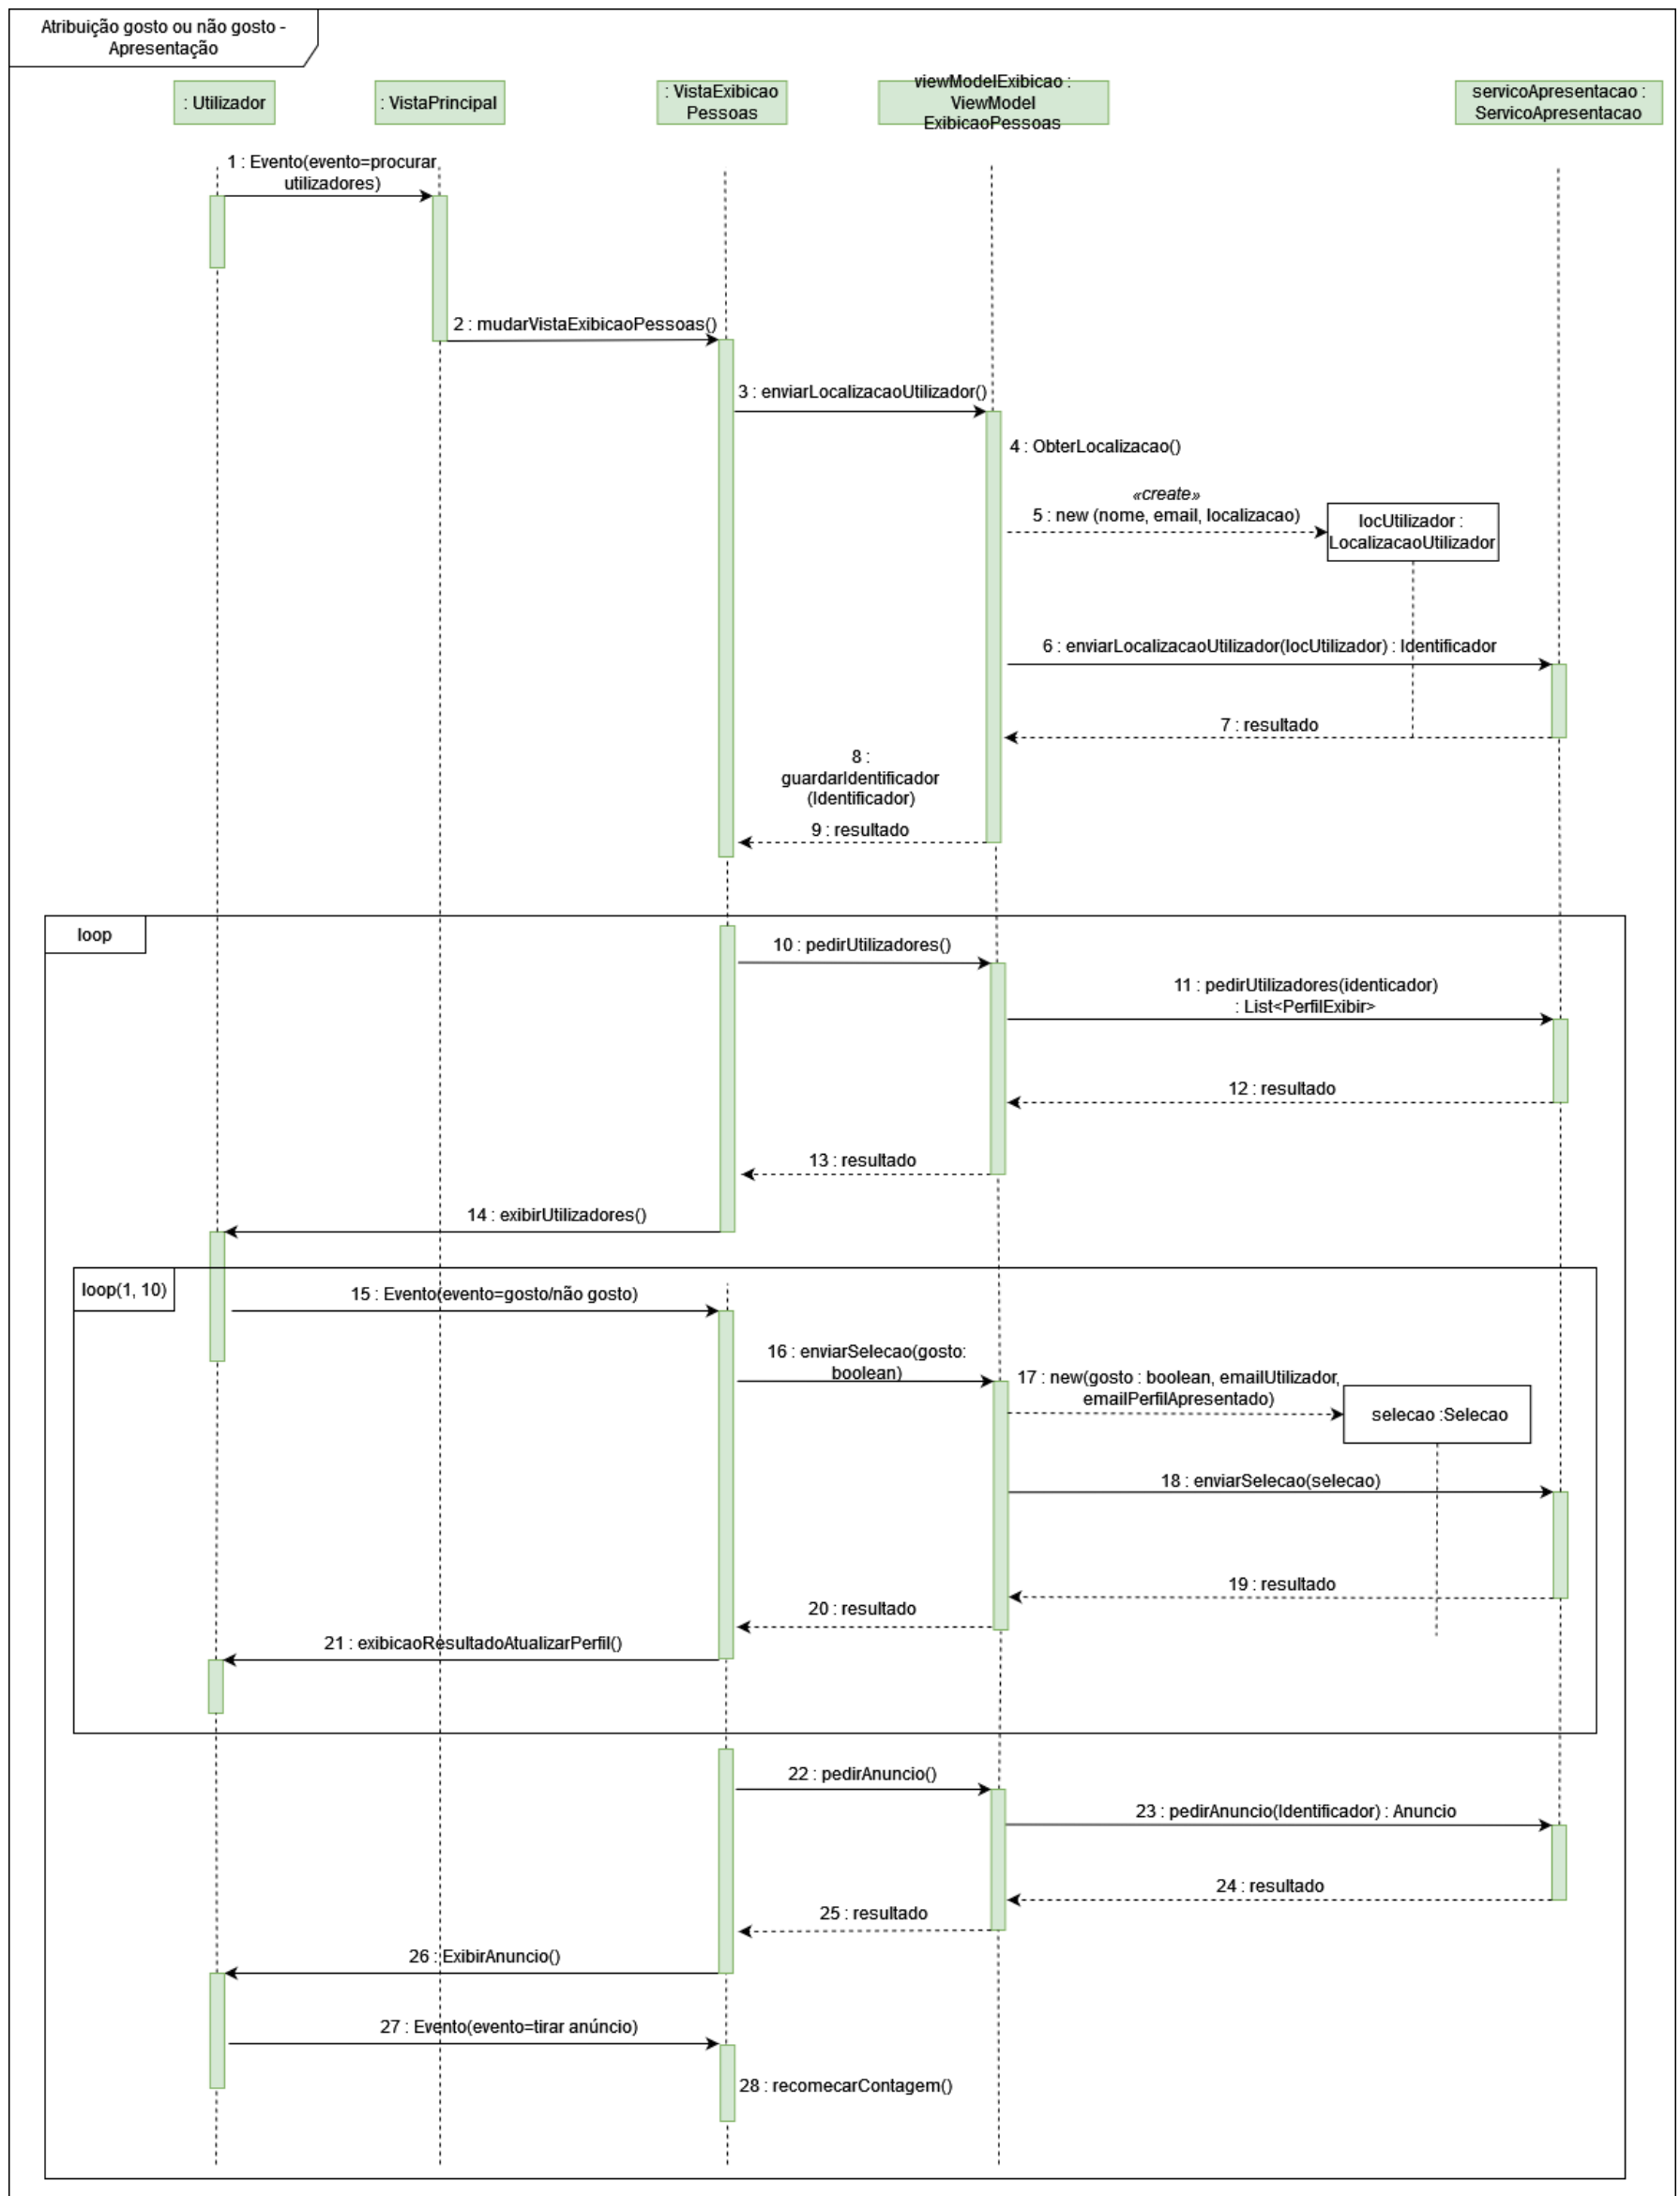 Atribuição gosto ou não gosto -
Apresentação
: Utilizador
: VistaPrincipal
: VistaExibicao
Pessoas
viewModelExibicao :
ViewModel
ExibicaoPessoas
servicoApresentacao :
ServicoApresentacao
1 : Evento(evento=procurar
utilizadores)
2 : mudarVistaExibicaoPessoas()
3 : enviarLocalizacaoUtilizador()
4 : ObterLocalizacao()
«create»
5 : new (nome, email, localizacao)
locUtilizador :
LocalizacaoUtilizador
6 : enviarLocalizacaoUtilizador(locUtilizador) : Identificador
7 : resultado
8 :
guardarIdentificador
(Identificador)
9 : resultado
loop
10 : pedirUtilizadores()
11 : pedirUtilizadores(identicador)
: List<PerfilExibir>
12 : resultado
13 : resultado
14 : exibirUtilizadores()
loop(1, 10)
15 : Evento(evento=gosto/não gosto)
16 : enviarSelecao(gosto:
boolean)
17 : new(gosto : boolean, emailUtilizador,
emailPerfilApresentado)
selecao :Selecao
18 : enviarSelecao(selecao)
19 : resultado
20 : resultado
21 : exibicaoResultadoAtualizarPerfil()
22 : pedirAnuncio()
23 : pedirAnuncio(Identificador) : Anuncio
24 : resultado
25 : resultado
26 : ExibirAnuncio()
27 : Evento(evento=tirar anúncio)
28 : recomecarContagem()